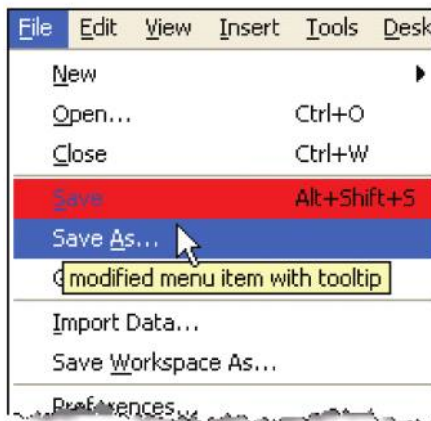 File Edit View Insert Tools Desk
New
Open... Ctrl+O
Close Ctrl+W
Save Alt+Shift+S
Save As...
G
modified menu item with tooltip
Import Data...
Save Workspace As...
Preferences...